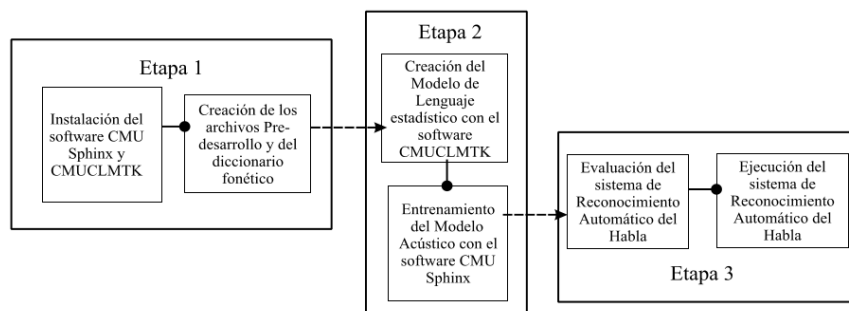 Etapa 1
Instalación del
software CMU
Sphinx y
CMUCLMTK
Creación de los
archivos Pre-
desarrollo y del
diccionario
fonético
Etapa 2
Creación del
Modelo de
Lenguaje
estadístico con el
software
CMUCLMTK
Entrenamiento
del Modelo
Acústico con el
software CMU
Sphinx
Evaluación del
sistema de
Reconocimiento
Automático del
Habla
Ejecución del
sistema de
Reconocimiento
Automático del
Habla
Etapa 3